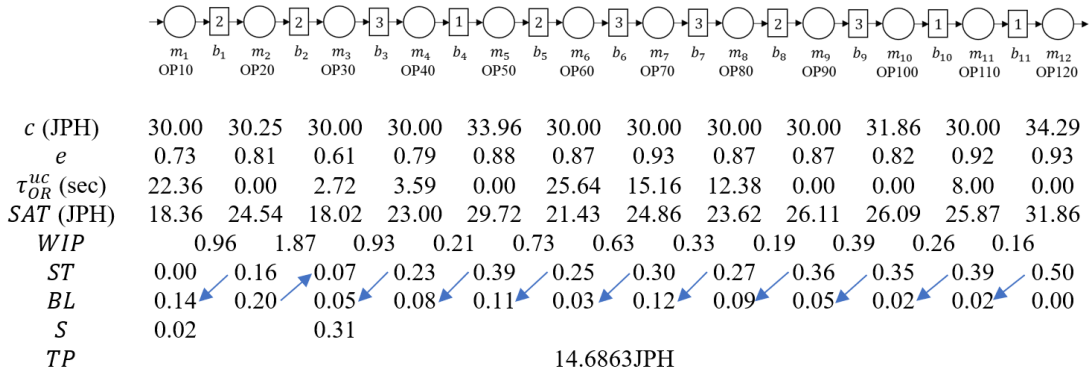 2 2 3 1 2 3 3 2 3 1 1
m₁ b₁ m₂ b₂ m₃ b₃ m₄ b₄ m₅ b₅ m₆ b₆ m₇ b₇ m₈ b₈ m₉ b₉ m₁₀ b₁₀ m₁₁ b₁₁ m₁₂
OP10 OP20 OP30 OP40 OP50 OP60 OP70 OP80 OP90 OP100 OP110 OP120
c (JPH) 30.00 30.25 30.00 30.00 33.96 30.00 30.00 30.00 30.00 31.86 30.00 34.29
e 0.73 0.81 0.61 0.79 0.88 0.87 0.93 0.87 0.87 0.82 0.92 0.93
τ_OR^uc (sec) 22.36 0.00 2.72 3.59 0.00 25.64 15.16 12.38 0.00 0.00 8.00 0.00
SAT (JPH) 18.36 24.54 18.02 23.00 29.72 21.43 24.86 23.62 26.11 26.09 25.87 31.86
WIP 0.96 1.87 0.93 0.21 0.73 0.63 0.33 0.19 0.39 0.26 0.16
ST 0.00 0.16 0.07 0.23 0.39 0.25 0.30 0.27 0.36 0.35 0.39 0.50
BL 0.14 0.20 0.05 0.08 0.11 0.03 0.12 0.09 0.05 0.02 0.02 0.00
S 0.02 0.31
TP 14.6863JPH